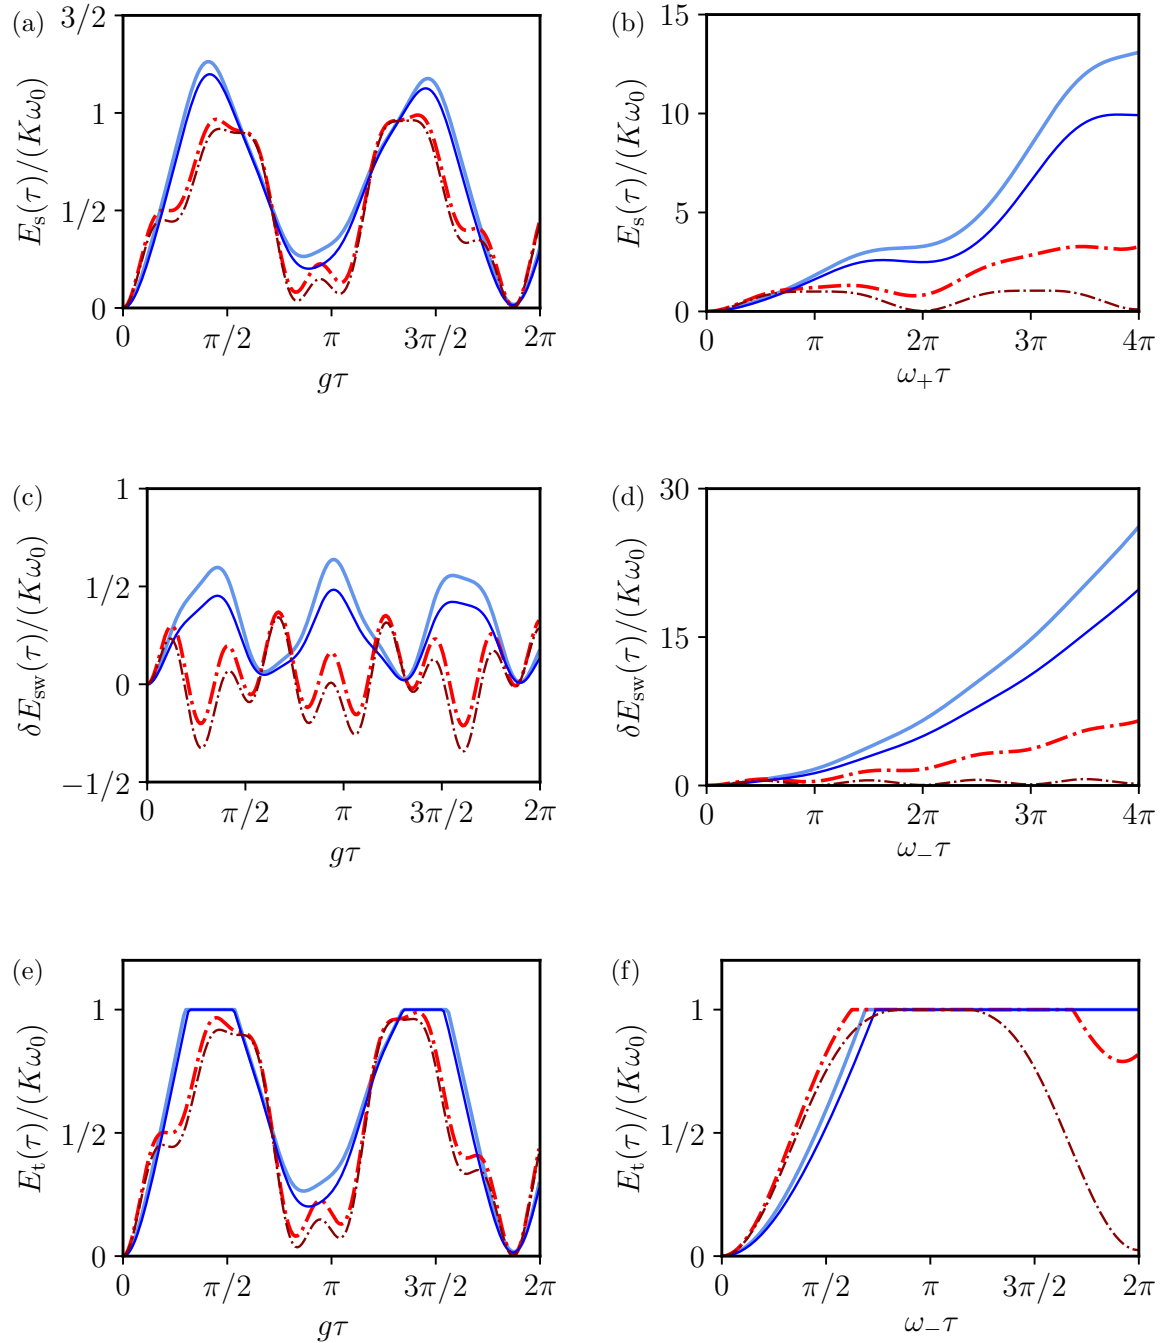 (a)
3/2
1
1/2
0
E_s(τ)/(Kω_0)
0 π/2 π 3π/2 2π
gτ
(b)
15
10
5
0
E_s(τ)/(Kω_0)
0 π 2π 3π 4π
ω_+τ
(c)
1
1/2
0
−1/2
δE_sw(τ)/(Kω_0)
0 π/2 π 3π/2 2π
gτ
(d)
30
15
0
δE_sw(τ)/(Kω_0)
0 π 2π 3π 4π
ω_−τ
(e)
1
1/2
0
E_t(τ)/(Kω_0)
0 π/2 π 3π/2 2π
gτ
(f)
1
1/2
0
E_t(τ)/(Kω_0)
0 π/2 π 3π/2 2π
ω_−τ